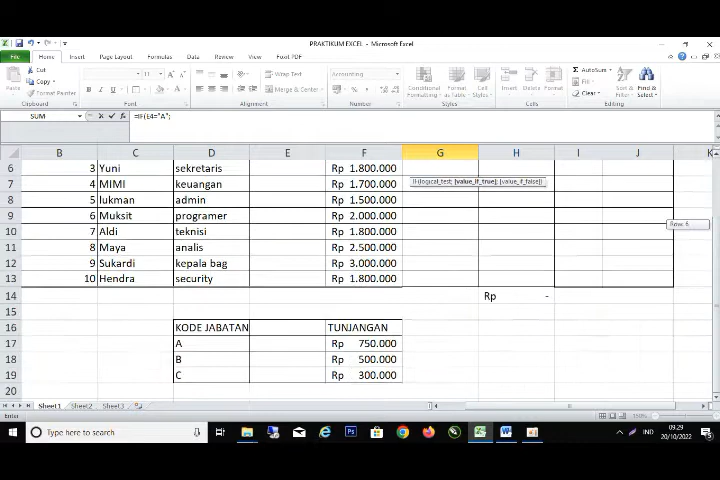 PRAKTIKUM EXCEL - Microsoft Excel
File Home Insert Page Layout Formulas Data Review View Foxit PDF
Paste Cut Copy Format Painter Clipboard
11 B I U Font
Wrap Text Merge & Center Alignment
Accounting % Number
Conditional Formatting Format as Table Cell Styles Styles
Insert Delete Format Cells
AutoSum Fill Clear Sort & Filter Find & Select Editing
SUM =IF(E4="A";
B C D E F G H I J K
6 3 Yuni sekretaris Rp 1.800.000
IF(logical_test; [value_if_true]; [value_if_false])
7 4 MIMI keuangan Rp 1.700.000
8 5 lukman admin Rp 1.500.000
9 6 Muksit programer Rp 2.000.000
Row: 6
10 7 Aldi teknisi Rp 1.800.000
11 8 Maya analis Rp 2.500.000
12 9 Sukardi kepala bag Rp 3.000.000
13 10 Hendra security Rp 1.800.000
14 Rp -
15
16 KODE JABATAN TUNJANGAN
17 A Rp 750.000
18 B Rp 500.000
19 C Rp 300.000
20
Sheet1 Sheet2 Sheet3
Enter 150%
Type here to search IND 09.29
20/10/2022